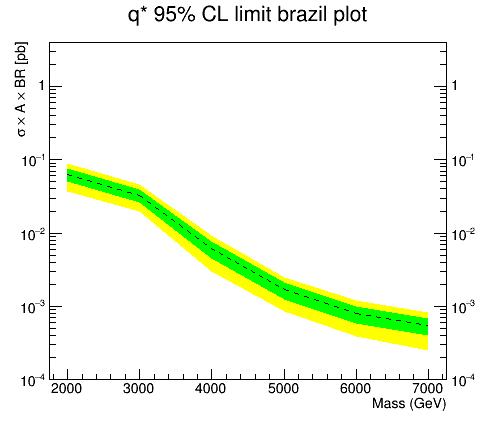 q* 95% CL limit brazil plot
σ × A × BR [pb]
1 1
10⁻¹ 10⁻¹
10⁻² 10⁻²
10⁻³ 10⁻³
10⁻⁴ 10⁻⁴
2000 3000 4000 5000 6000 7000
Mass (GeV)